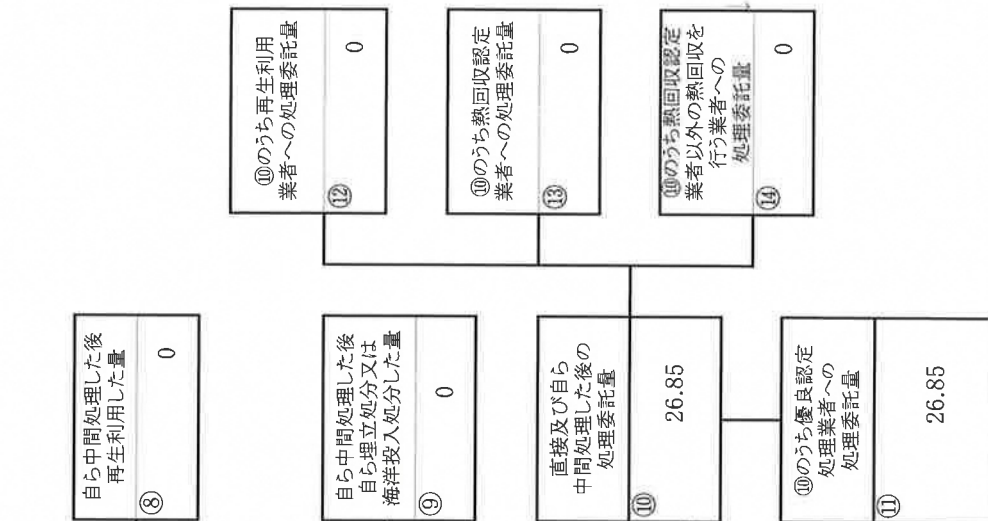 自ら中間処理した後
再生利用した量
⑧
0
自ら中間処理した後
自ら埋立処分又は
海洋投入処分した量
⑨
0
直接及び自ら
中間処理した後の
処理委託量
⑩
26.85
⑩のうち優良認定
処理業者への
処理委託量
⑪
26.85
⑩のうち再生利用
業者への処理委託量
⑫
0
⑩のうち熱回収認定
業者への処理委託量
⑬
0
⑩のうち熱回収認定
業者以外の熱回収を
行う業者への
処理委託量
⑭
0